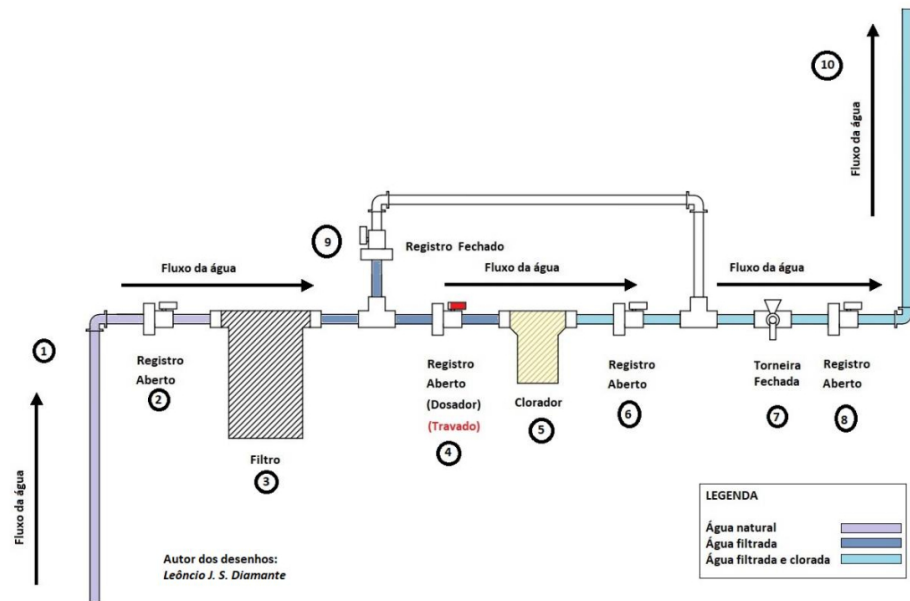 10
Fluxo da água
9
Registro Fechado
Fluxo da água
Fluxo da água
Fluxo da água
1
Registro
Aberto
2
Filtro
3
Registro
Aberto
(Dosador)
(Travado)
4
Clorador
5
Registro
Aberto
6
Torneira
Fechada
7
Registro
Aberto
8
Fluxo da água
Autor dos desenhos:
Leôncio J. S. Diamante
LEGENDA
Água natural
Água filtrada
Água filtrada e clorada